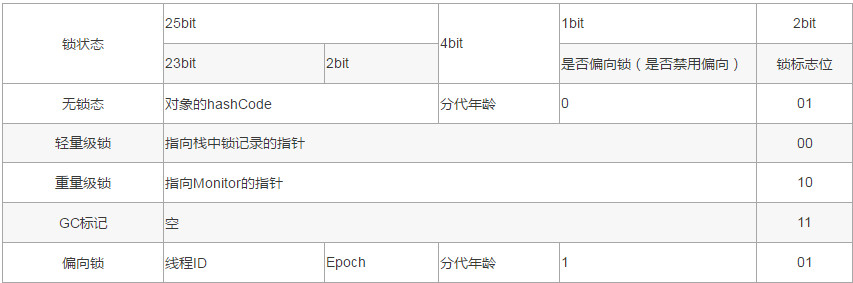 锁状态 25bit 4bit 1bit 2bit
23bit 2bit 是否偏向锁（是否禁用偏向） 锁标志位
无锁态 对象的hashCode 分代年龄 0 01
轻量级锁 指向栈中锁记录的指针 00
重量级锁 指向Monitor的指针 10
GC标记 空 11
偏向锁 线程ID Epoch 分代年龄 1 01